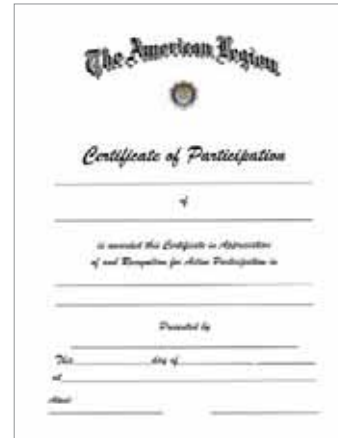 The American Legion
Certificate of Participation
of
is awarded this Certificate in Appreciation
of and Recognition for Active Participation in
Presented by
This day of
at
Attest